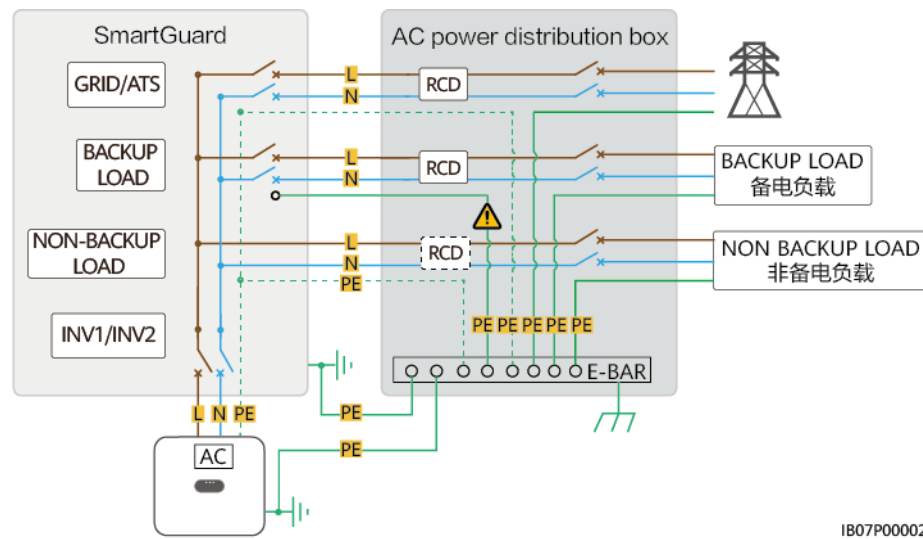 SmartGuard
AC power distribution box
GRID/ATS
L
N
RCD
BACKUP
LOAD
L
N
RCD
BACKUP LOAD
备电负载
NON-BACKUP
LOAD
L
N
PE
RCD
NON BACKUP LOAD
非备电负载
INV1/INV2
PE
PE
PE
PE
PE
E-BAR
L
N
PE
PE
PE
AC
IB07P00002